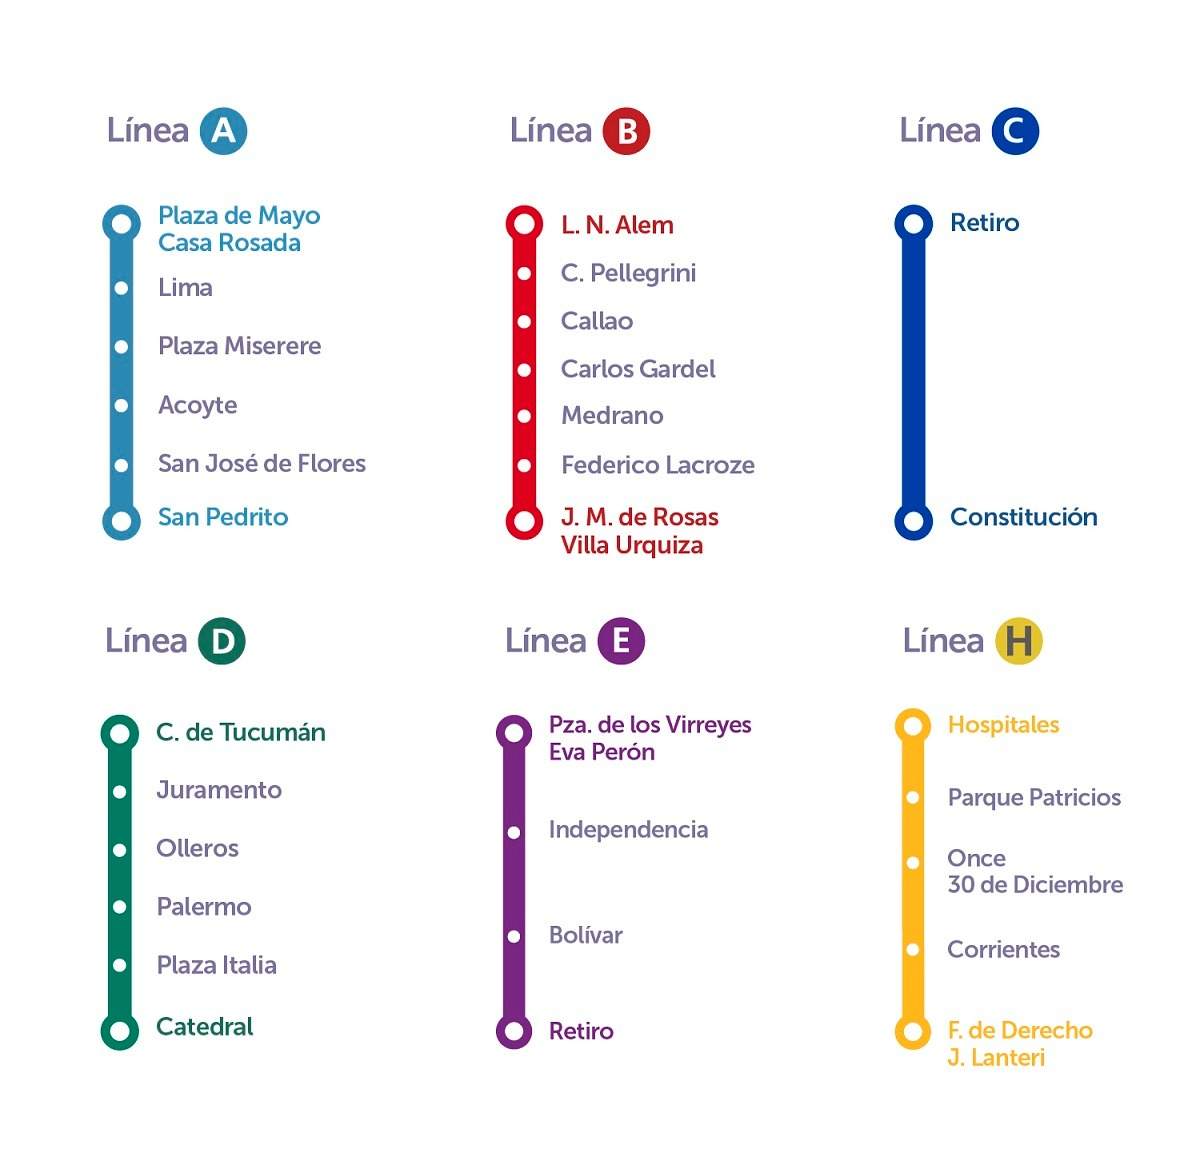 Línea A
Plaza de Mayo
Casa Rosada
Lima
Plaza Miserere
Acoyte
San José de Flores
San Pedrito
Línea B
L. N. Alem
C. Pellegrini
Callao
Carlos Gardel
Medrano
Federico Lacroze
J. M. de Rosas
Villa Urquiza
Línea C
Retiro
Constitución
Línea D
C. de Tucumán
Juramento
Olleros
Palermo
Plaza Italia
Catedral
Línea E
Pza. de los Virreyes
Eva Perón
Independencia
Bolívar
Retiro
Línea H
Hospitales
Parque Patricios
Once
30 de Diciembre
Corrientes
F. de Derecho
J. Lanteri